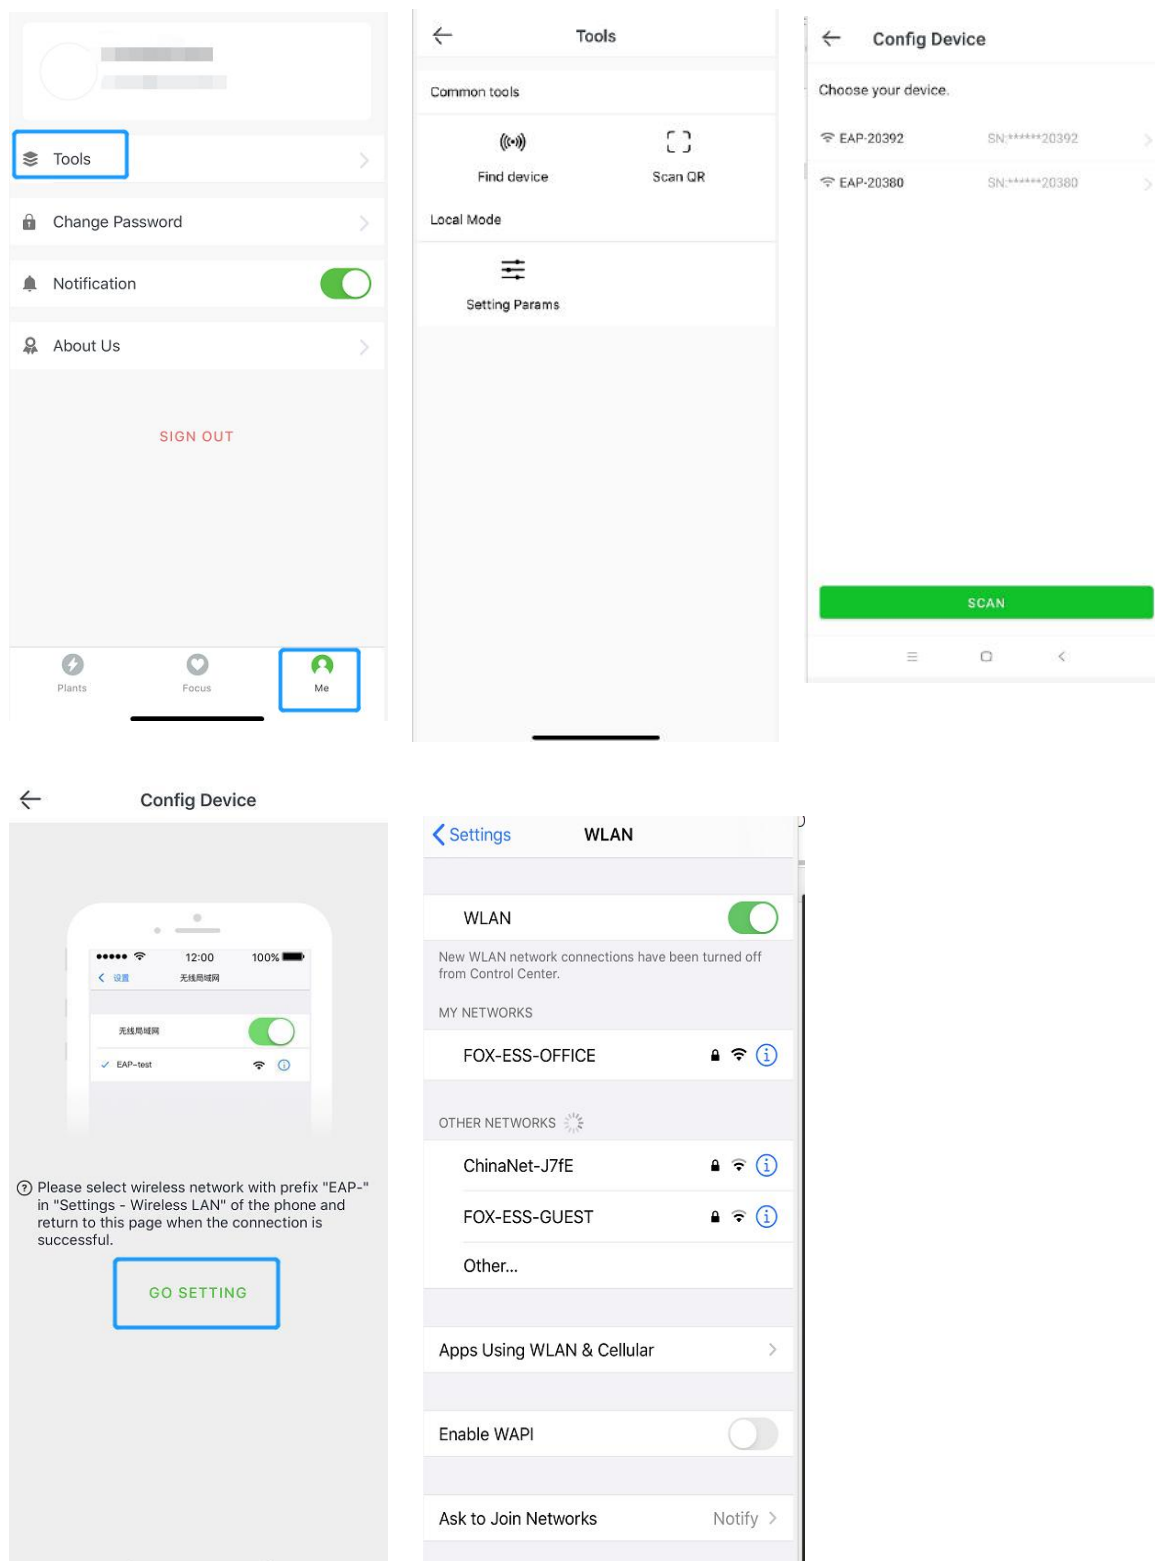 Tools
Change Password
Notification
About Us
SIGN OUT
Plants
Focus
Me
Tools
Common tools
Find device
Scan QR
Local Mode
Setting Params
Config Device
Choose your device.
EAP-20392 SN:******20392
EAP-20380 SN:******20380
SCAN
Config Device
12:00 100%
设置 无线局域网
无线局域网
EAP-test
Please select wireless network with prefix "EAP-"
in "Settings - Wireless LAN" of the phone and
return to this page when the connection is
successful.
GO SETTING
Settings WLAN
WLAN
New WLAN network connections have been turned off
from Control Center.
MY NETWORKS
FOX-ESS-OFFICE
OTHER NETWORKS
ChinaNet-J7fE
FOX-ESS-GUEST
Other...
Apps Using WLAN & Cellular
Enable WAPI
Ask to Join Networks Notify